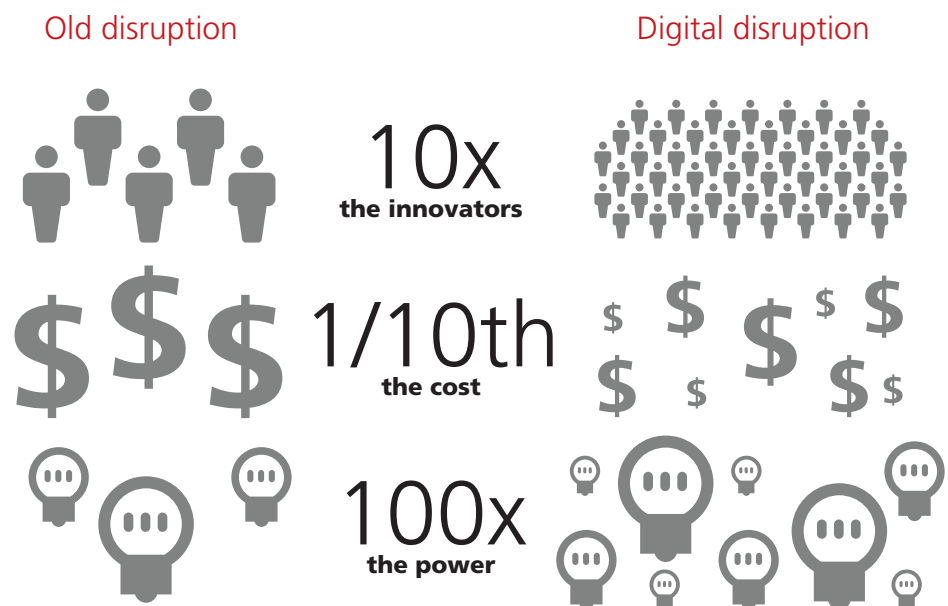 Old disruption
Digital disruption
10x
the innovators
1/10th
the cost
100x
the power